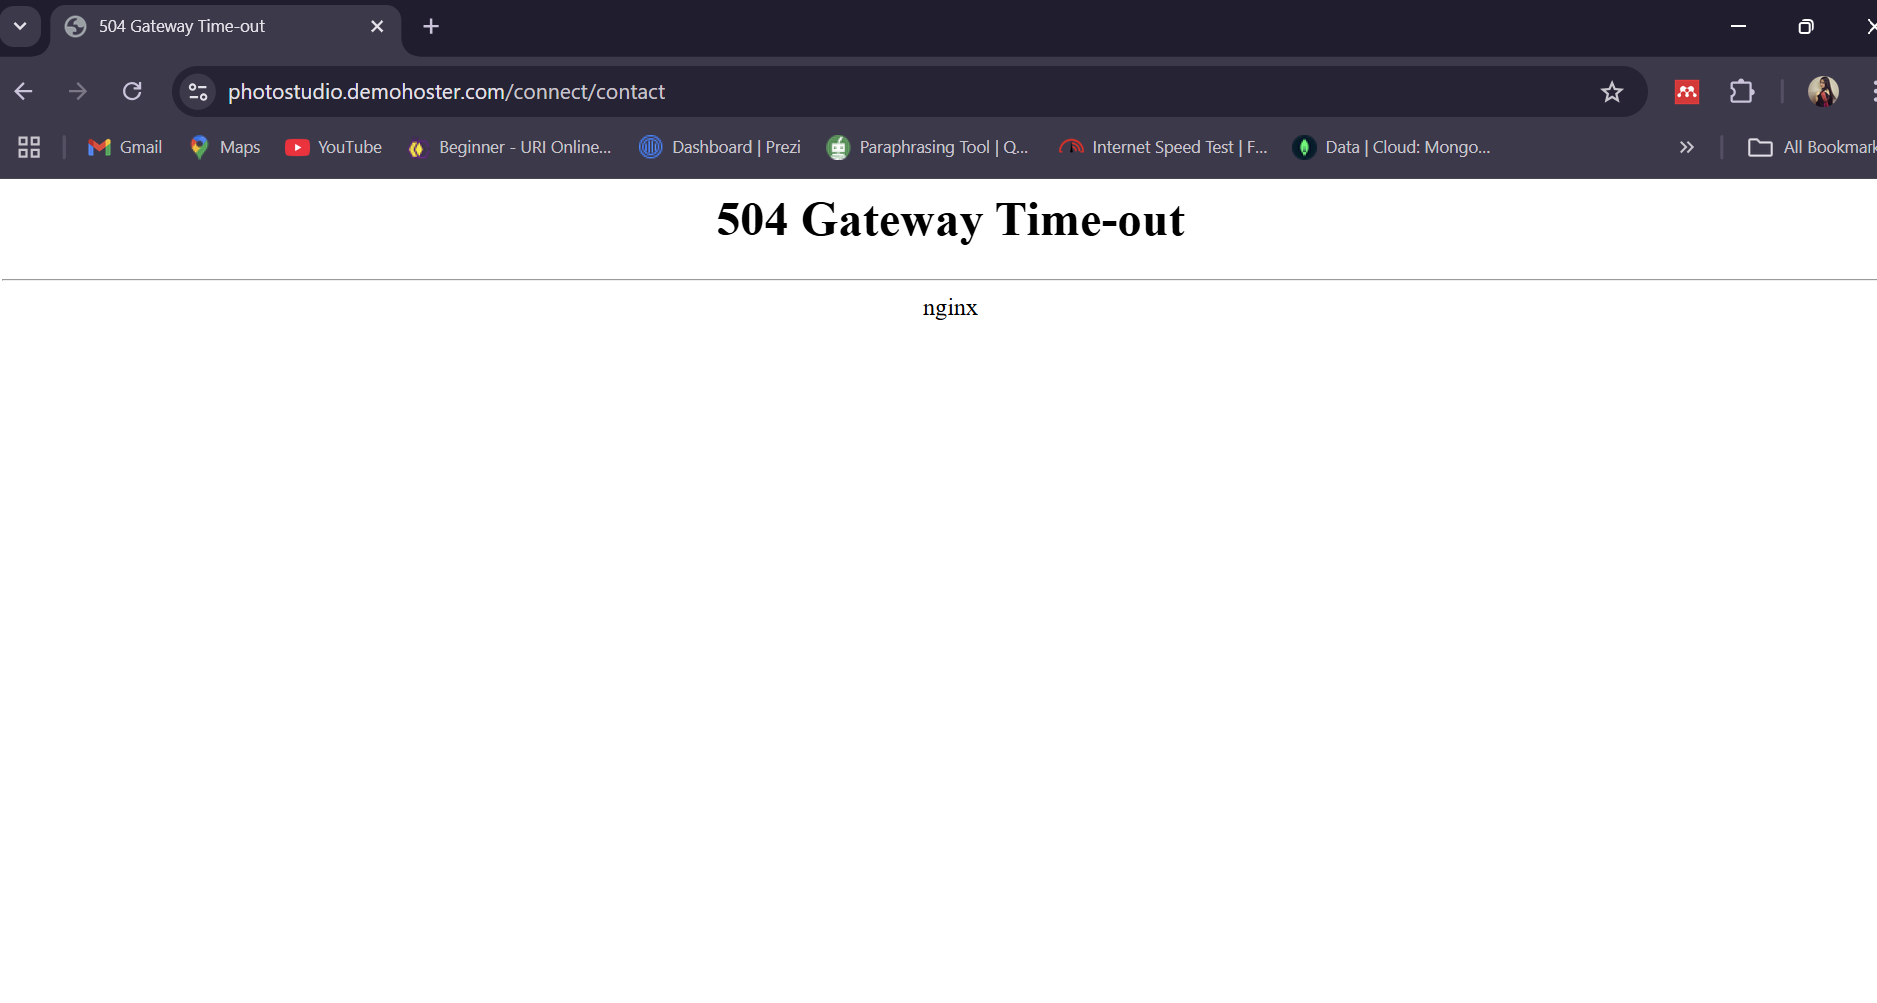 504 Gateway Time-out
photostudio.demohoster.com/connect/contact
Gmail
Maps
YouTube
Beginner - URI Online...
Dashboard | Prezi
Paraphrasing Tool | Q...
Internet Speed Test | F...
Data | Cloud: Mongo...
All Bookmark
504 Gateway Time-out
nginx